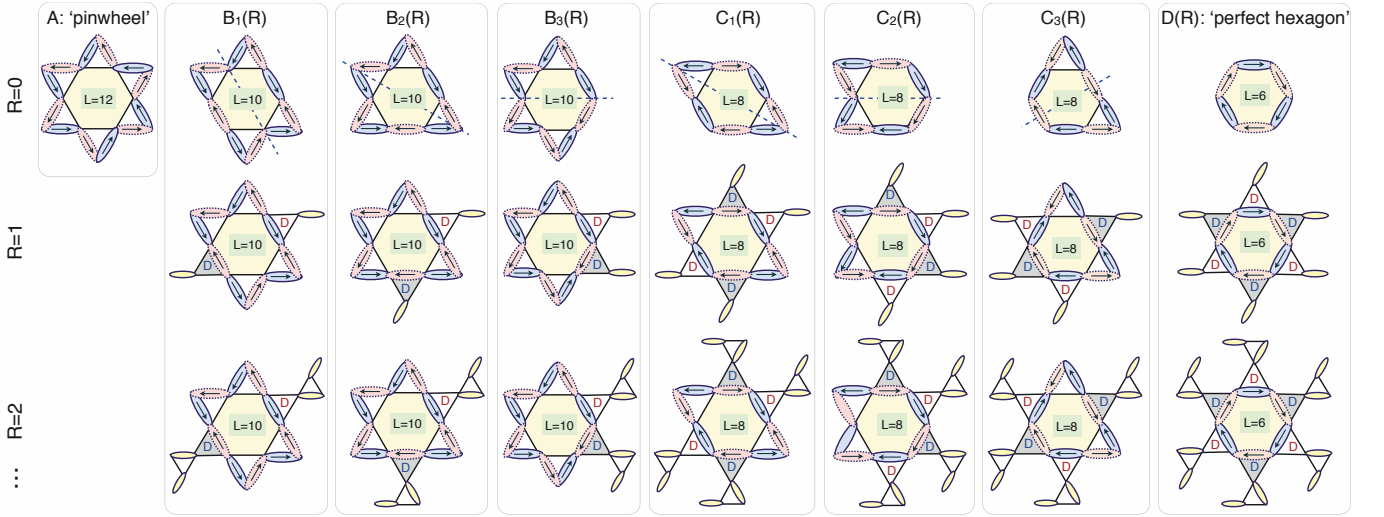 A: ‘pinwheel’ B₁(R) B₂(R) B₃(R) C₁(R) C₂(R) C₃(R) D(R): ‘perfect hexagon’
R=0 L=12 L=10 L=10 L=10 L=8 L=8 L=8 L=6
D D D
D D D D D D
R=1 L=10 L=10 L=10 L=8 L=8 L=8 L=6
D D D D D D D D
D D D D D D
D D D
D D D D D D
R=2 L=10 L=10 L=10 L=8 L=8 L=8 L=6
D D D D D D D D
D D D D D D
...